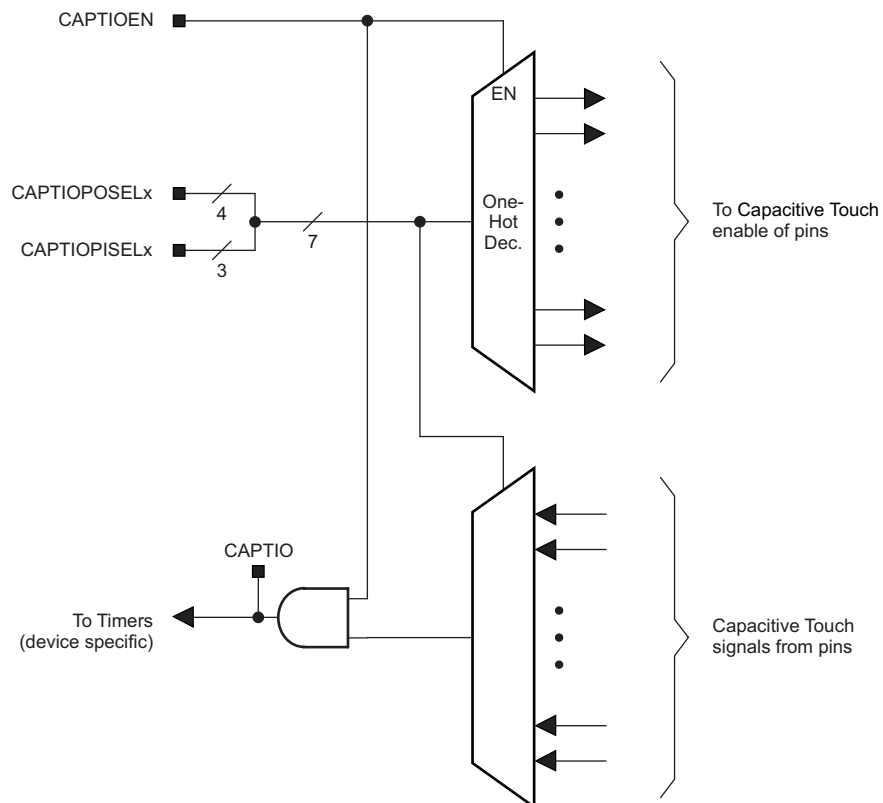 CAPTIOEN
EN
CAPTIOPOSELx
4
7
CAPTIOPISELx
3
One-
Hot
Dec.
To Capacitive Touch
enable of pins
CAPTIO
To Timers
(device specific)
Capacitive Touch
signals from pins